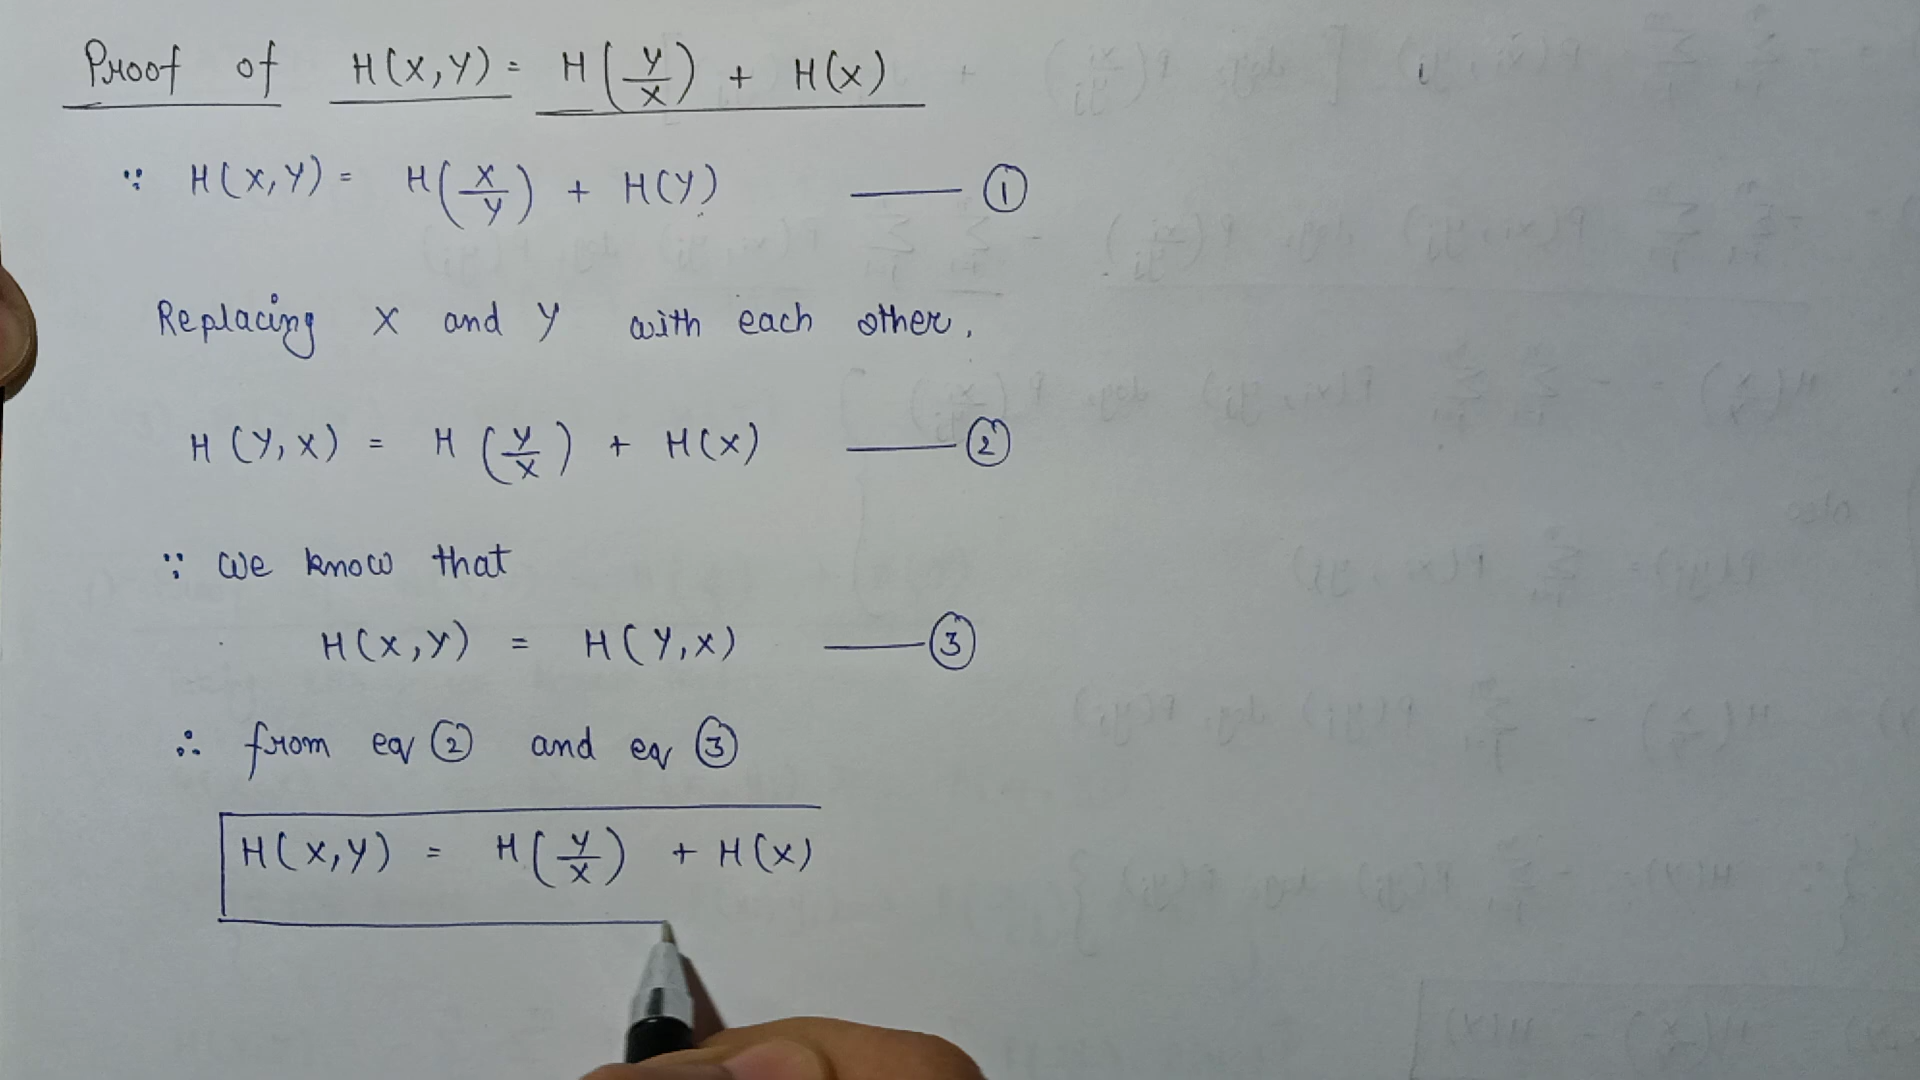 Proof of H(X,Y) = H(Y/X) + H(X)
∵ H(X,Y) = H(X/Y) + H(Y) —— ①
Replacing X and Y with each other,
H(Y,X) = H(Y/X) + H(X) —— ②
∵ we know that
H(X,Y) = H(Y,X) —— ③
∴ from eq ② and eq ③
H(X,Y) = H(Y/X) + H(X)